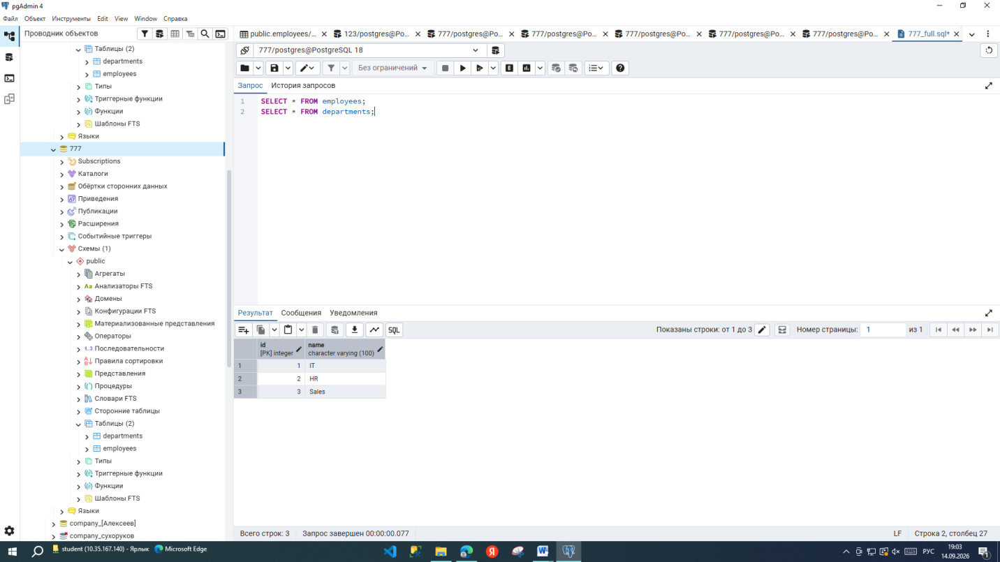 pgAdmin 4
Файл Объект Инструменты Edit View Window Справка
Проводник объектов
public.employees/... 123/postgres@Po... 777/postgres@Po... 777/postgres@Po... 777/postgres@Po... 777/postgres@Po... 777/postgres@Po... 777_full.sql*
777/postgres@PostgreSQL 18
Без ограничений
Запрос История запросов
1 SELECT * FROM employees;
2 SELECT * FROM departments;
Таблицы (2)
departments
employees
Типы
Триггерные функции
Функции
Шаблоны FTS
Языки
777
Subscriptions
Каталоги
Обёртки сторонних данных
Приведения
Публикации
Расширения
Событийные триггеры
Схемы (1)
public
Агрегаты
Анализаторы FTS
Домены
Конфигурации FTS
Материализованные представления
Операторы
Последовательности
Правила сортировки
Представления
Процедуры
Словари FTS
Сторонние таблицы
Таблицы (2)
departments
employees
Типы
Триггерные функции
Функции
Шаблоны FTS
Языки
company_[Алексеев]
company_сухоруков
Результат Сообщения Уведомления
SQL
Показаны строки: от 1 до 3 Номер страницы: 1 из 1
id name
[PK] integer character varying (100)
1 1 IT
2 2 HR
3 3 Sales
Всего строк: 3 Запрос завершен 00:00:00.077 LF Строка 2, столбец 27
student (10.35.167.140) - Ярлык Microsoft Edge
РУС
19:03
14.09.2026